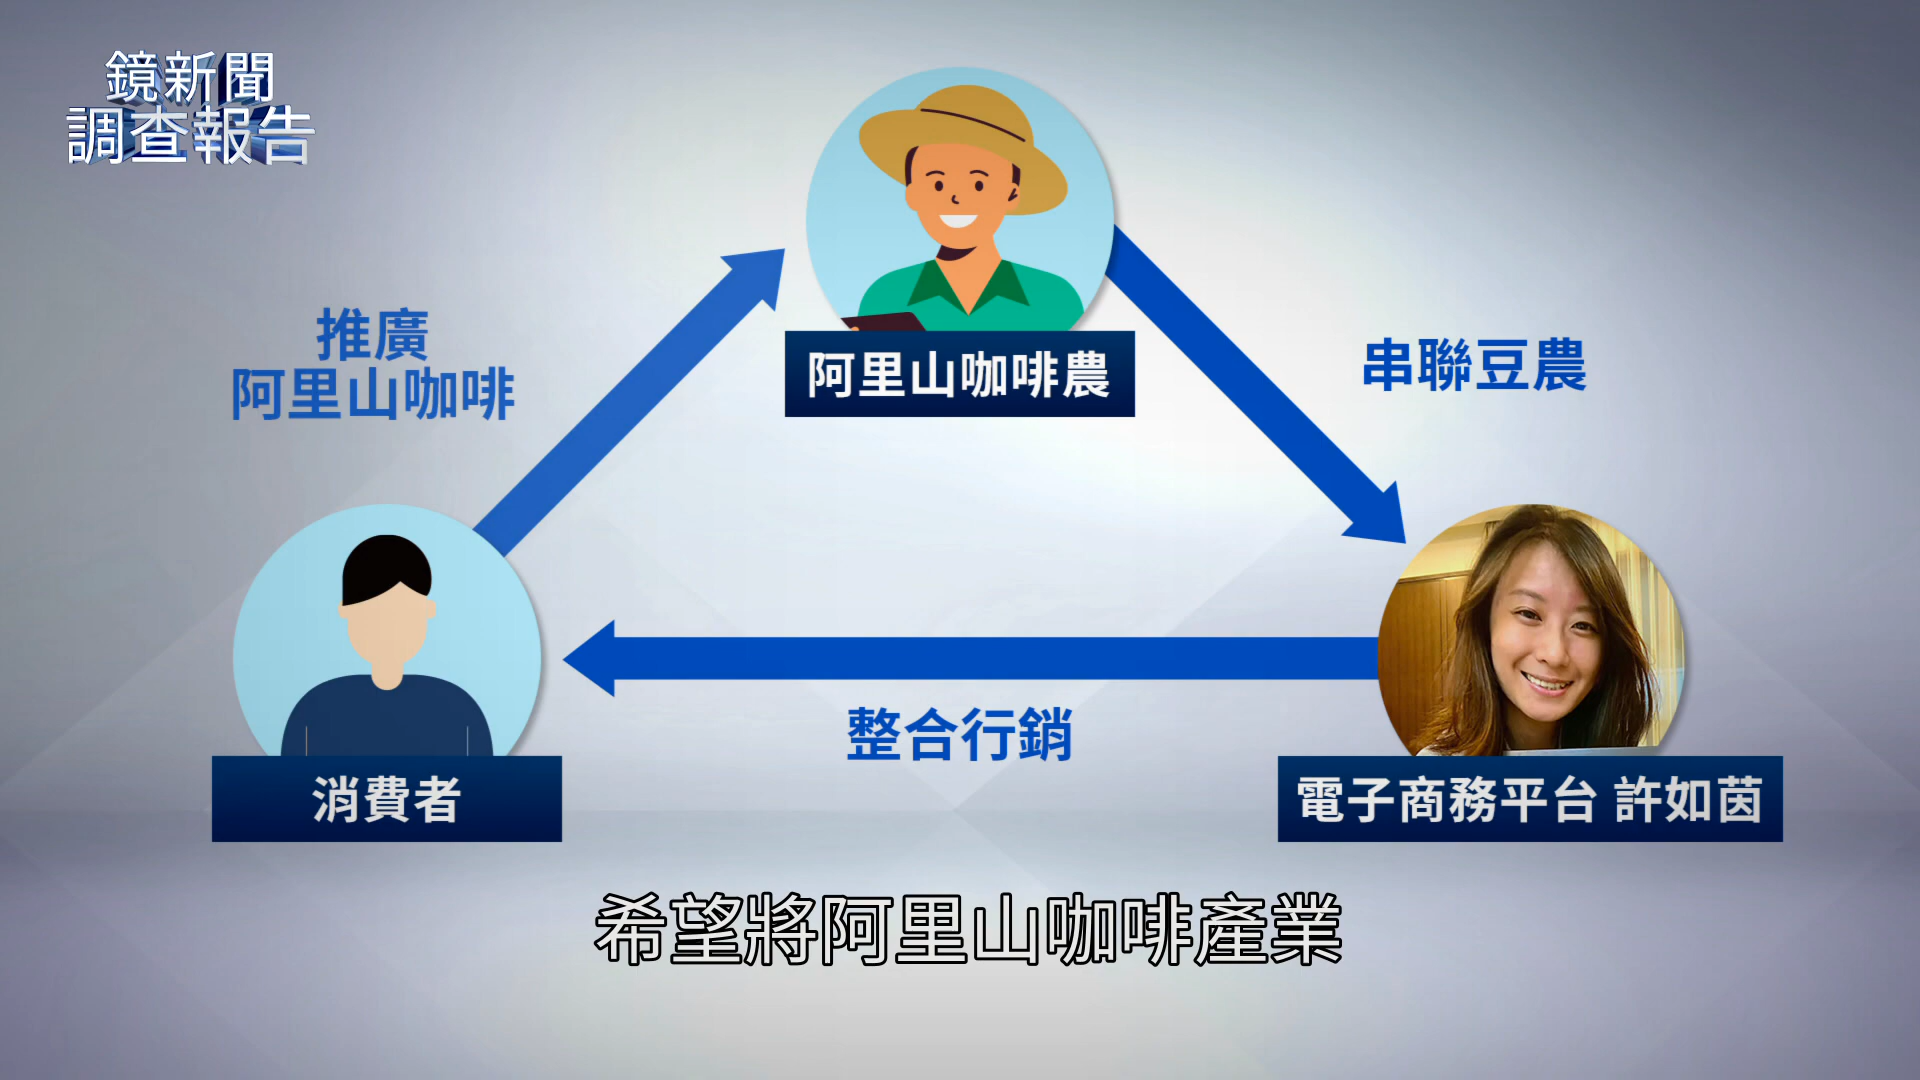 鏡新聞
調查報告
推廣
阿里山咖啡
阿里山咖啡農
串聯豆農
整合行銷
消費者
電子商務平台 許如茵
希望將阿里山咖啡產業